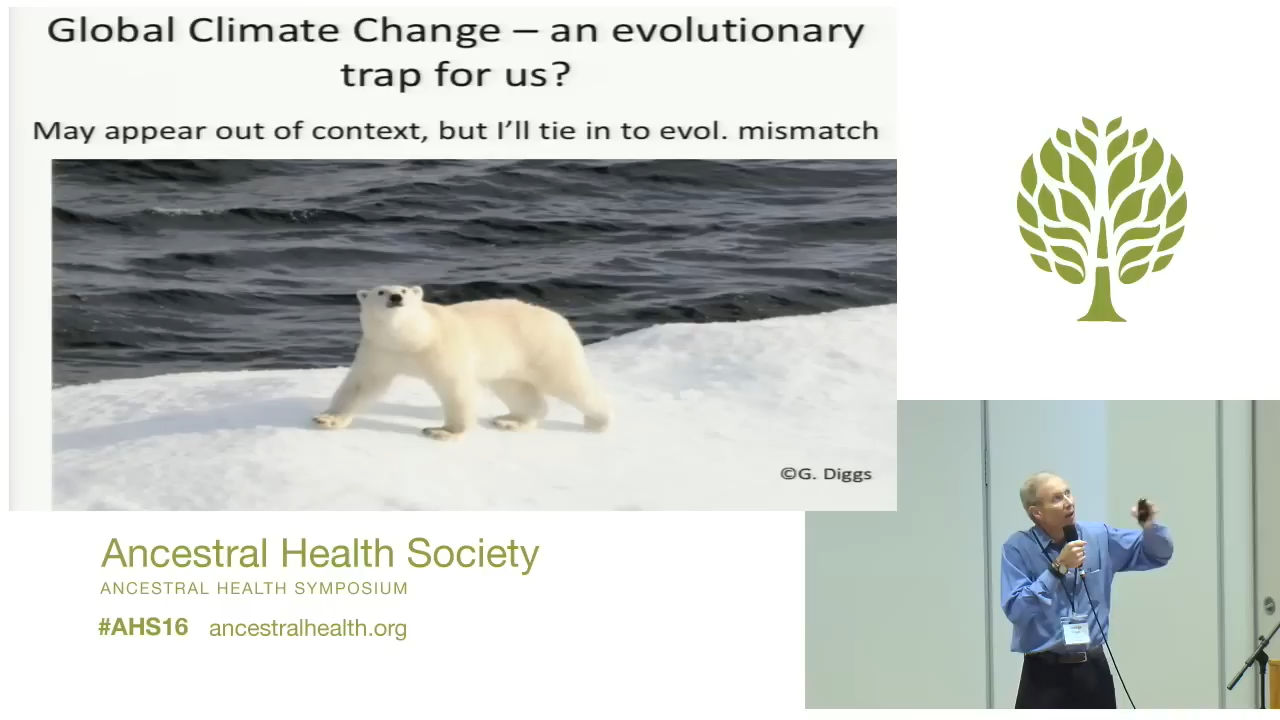 Global Climate Change – an evolutionary
trap for us?
May appear out of context, but I'll tie in to evol. mismatch
©G. Diggs
Ancestral Health Society
ANCESTRAL HEALTH SYMPOSIUM
#AHS16 ancestralhealth.org